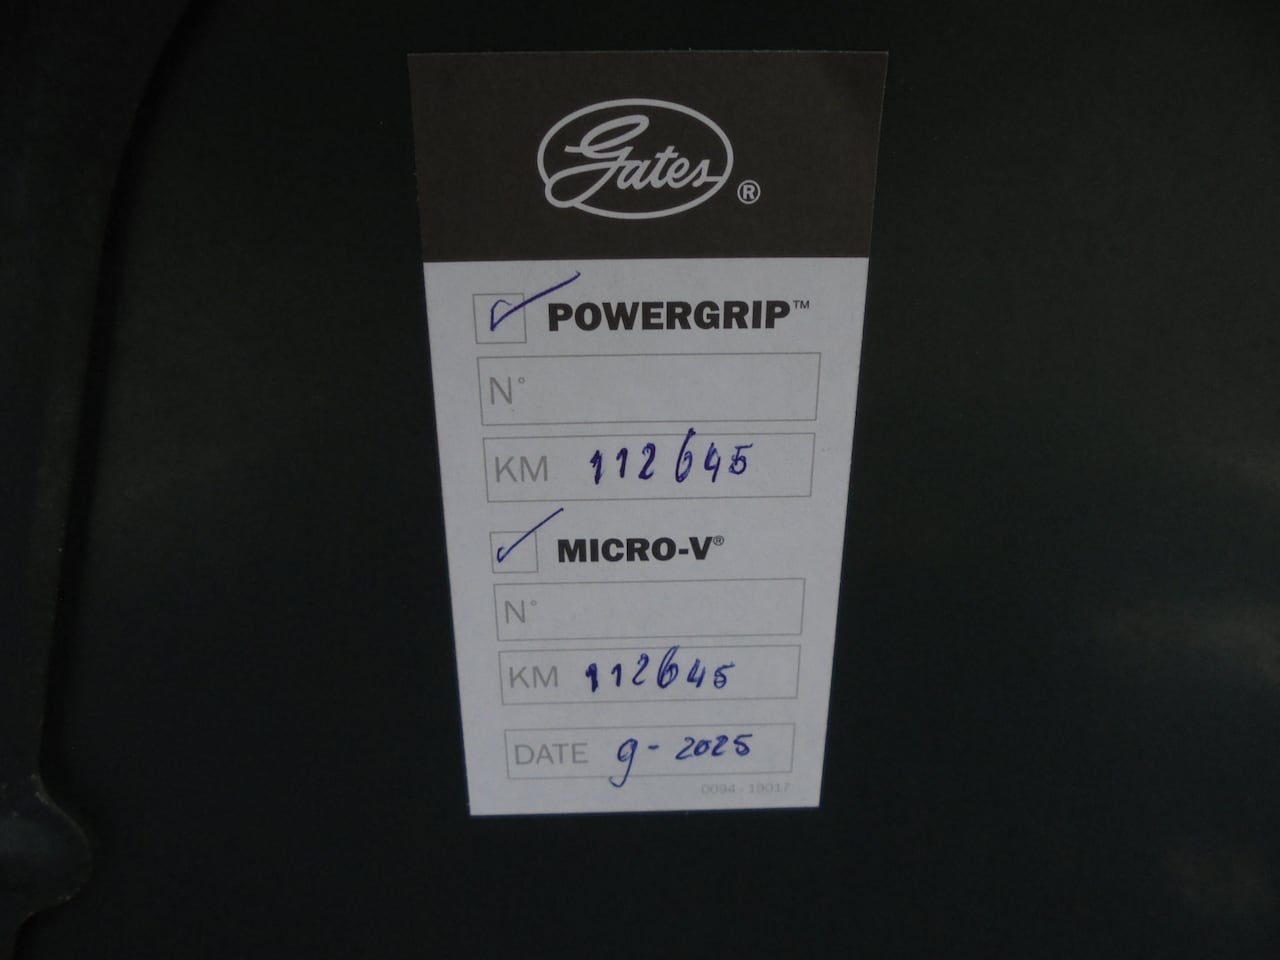 Gates®
POWERGRIP™
N°
KM 112645
MICRO-V®
N°
KM 112645
DATE 9-2025
0094 - 19017